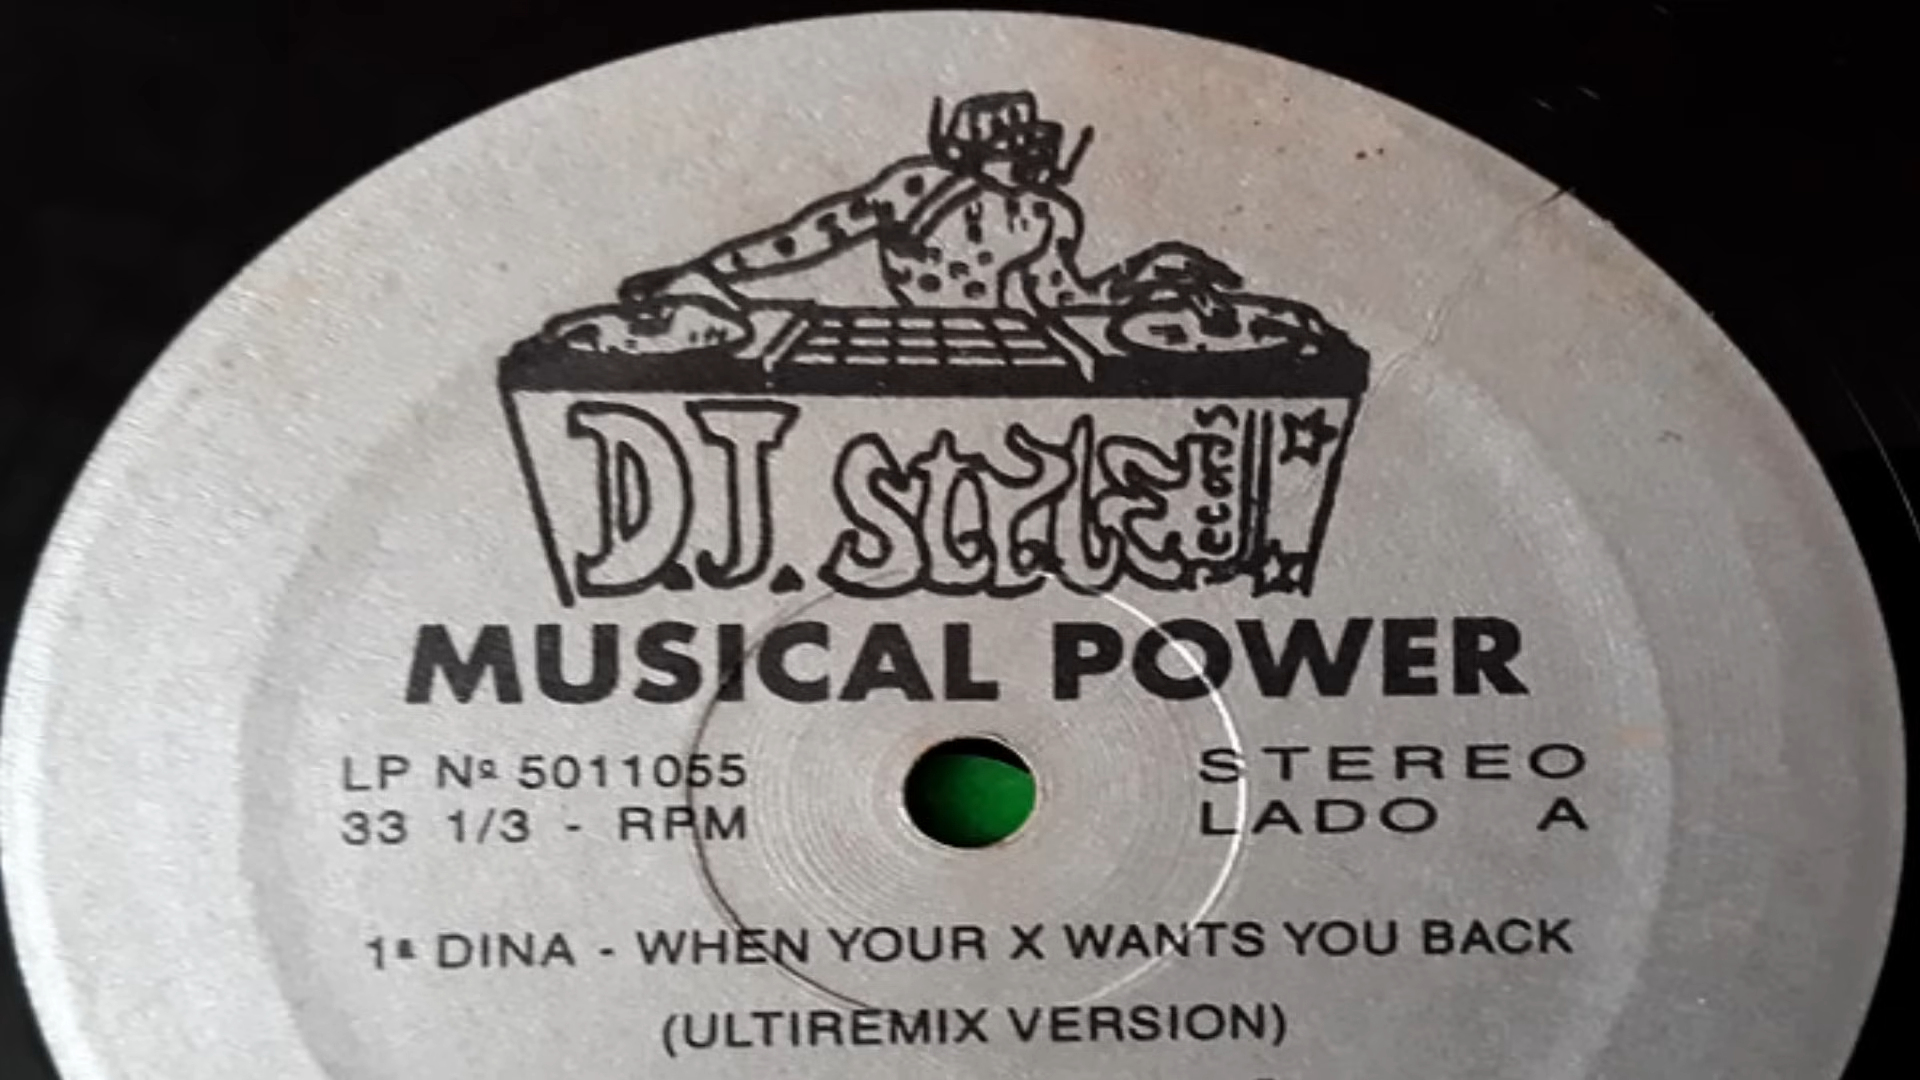 D.J. StYlE Records
MUSICAL POWER
LP Nº 5011055
33 1/3 - RPM
STEREO
LADO A
1ª DINA - WHEN YOUR X WANTS YOU BACK
(ULTIREMIX VERSION)